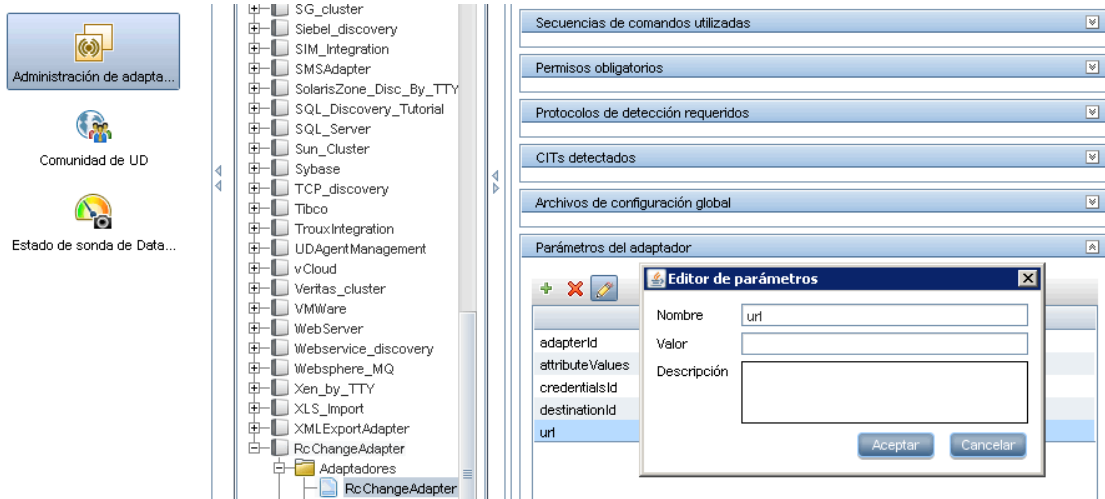 Administración de adapta...
Comunidad de UD
Estado de sonda de Data...
SG_cluster
Siebel_discovery
SIM_Integration
SMSAdapter
SolarisZone_Disc_By_TTY
SQL_Discovery_Tutorial
SQL_Server
Sun_Cluster
Sybase
TCP_discovery
Tibco
TrouxIntegration
UDAgentManagement
vCloud
Veritas_cluster
VMWare
WebServer
Webservice_discovery
Websphere_MQ
Xen_by_TTY
XLS_Import
XMLExportAdapter
RcChangeAdapter
Adaptadores
RcChangeAdapter
Secuencias de comandos utilizadas
Permisos obligatorios
Protocolos de detección requeridos
CITs detectados
Archivos de configuración global
Parámetros del adaptador
adapterId
attributeValues
credentialsId
destinationId
url
Editor de parámetros
Nombre
url
Valor
Descripción
Aceptar
Cancelar